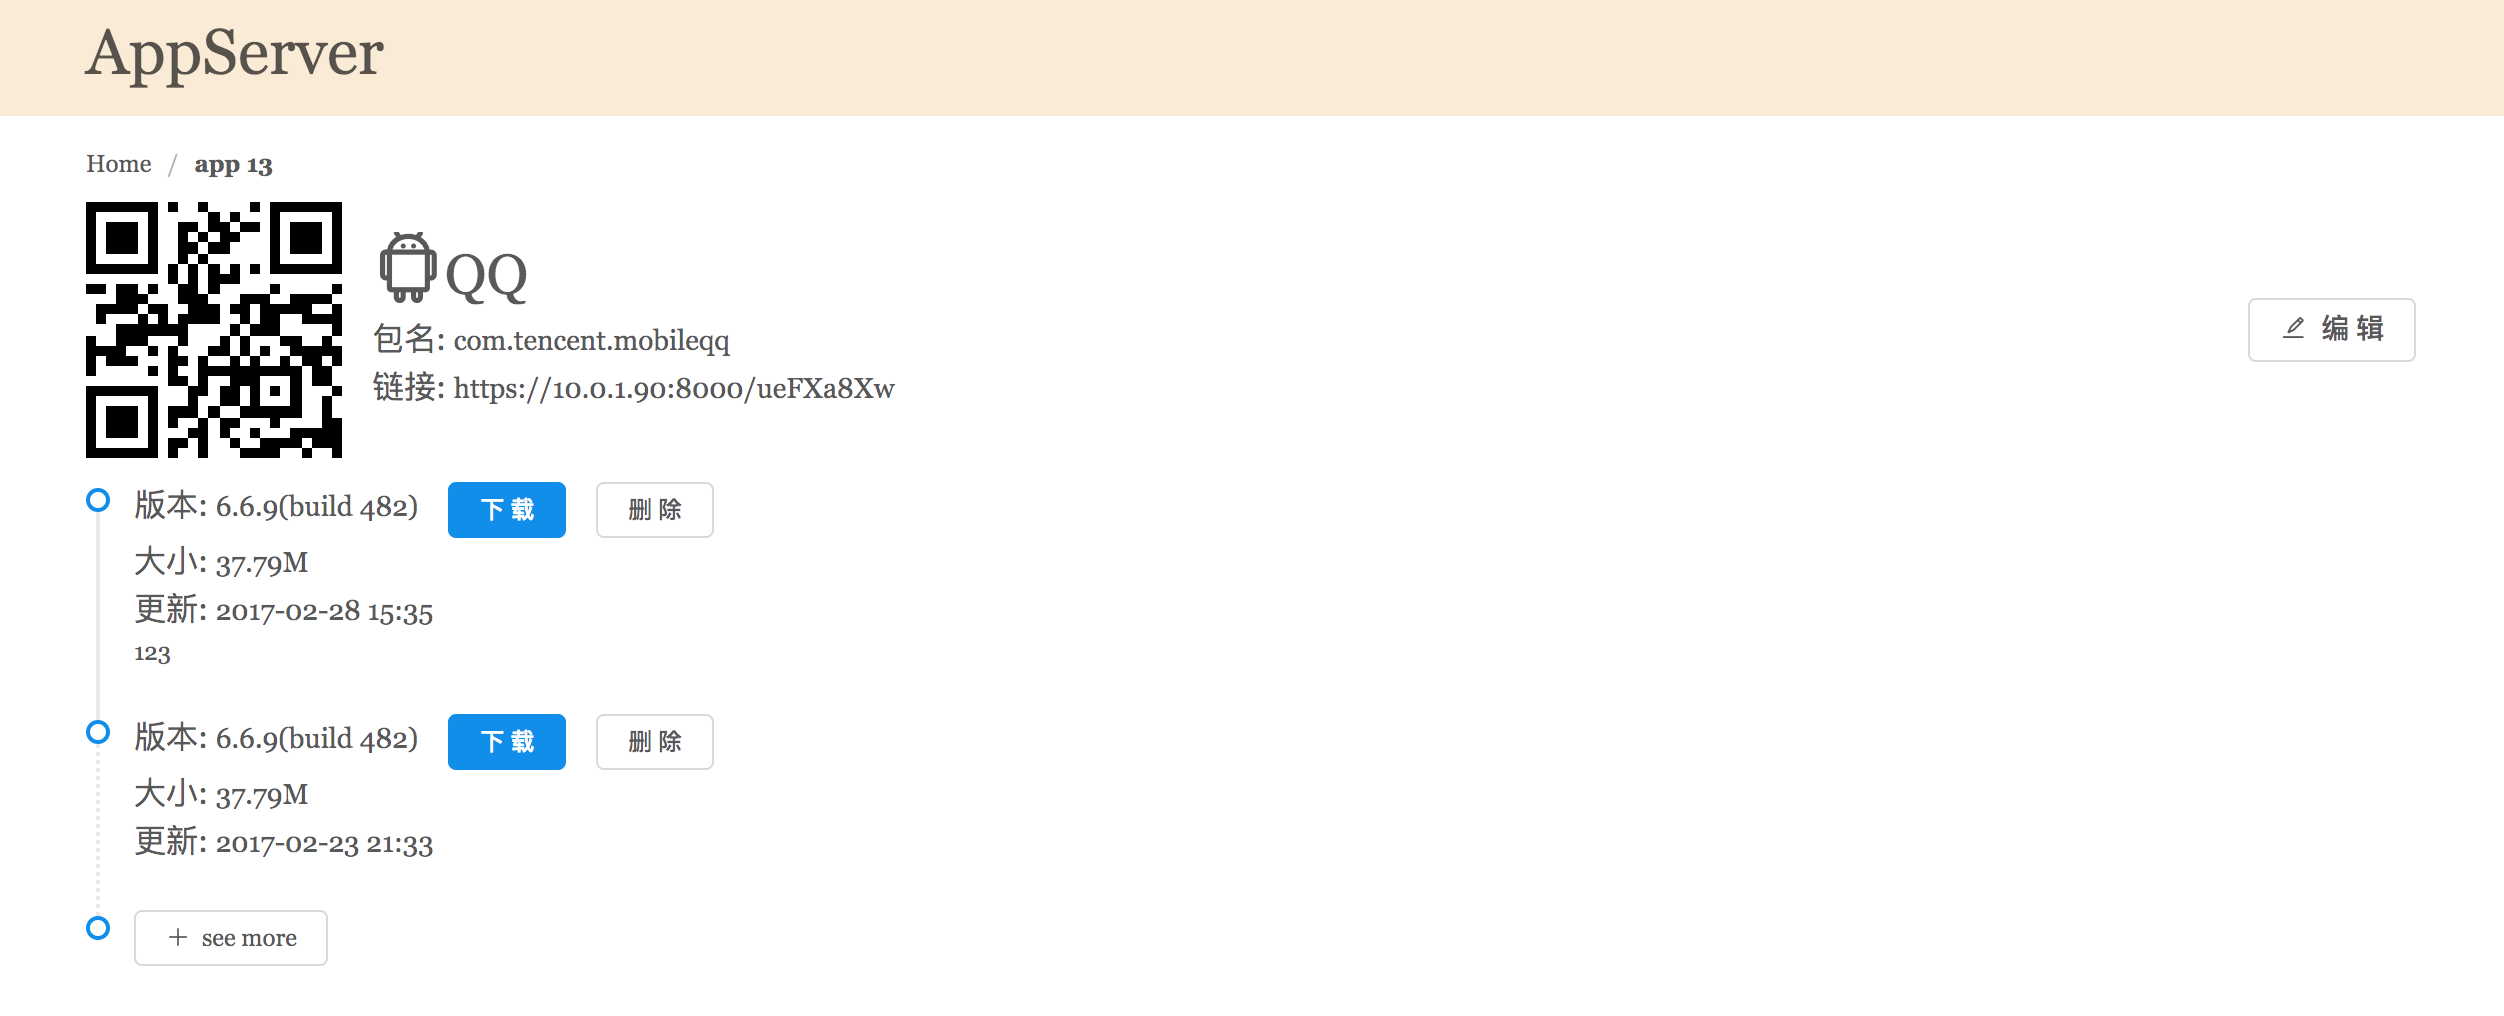 AppServer
Home / app 13
QQ
包名: com.tencent.mobileqq
链接: https://10.0.1.90:8000/ueFXa8Xw
编 辑
版本: 6.6.9(build 482) 下 载 删 除
大小: 37.79M
更新: 2017-02-28 15:35
123
版本: 6.6.9(build 482) 下 载 删 除
大小: 37.79M
更新: 2017-02-23 21:33
+ see more